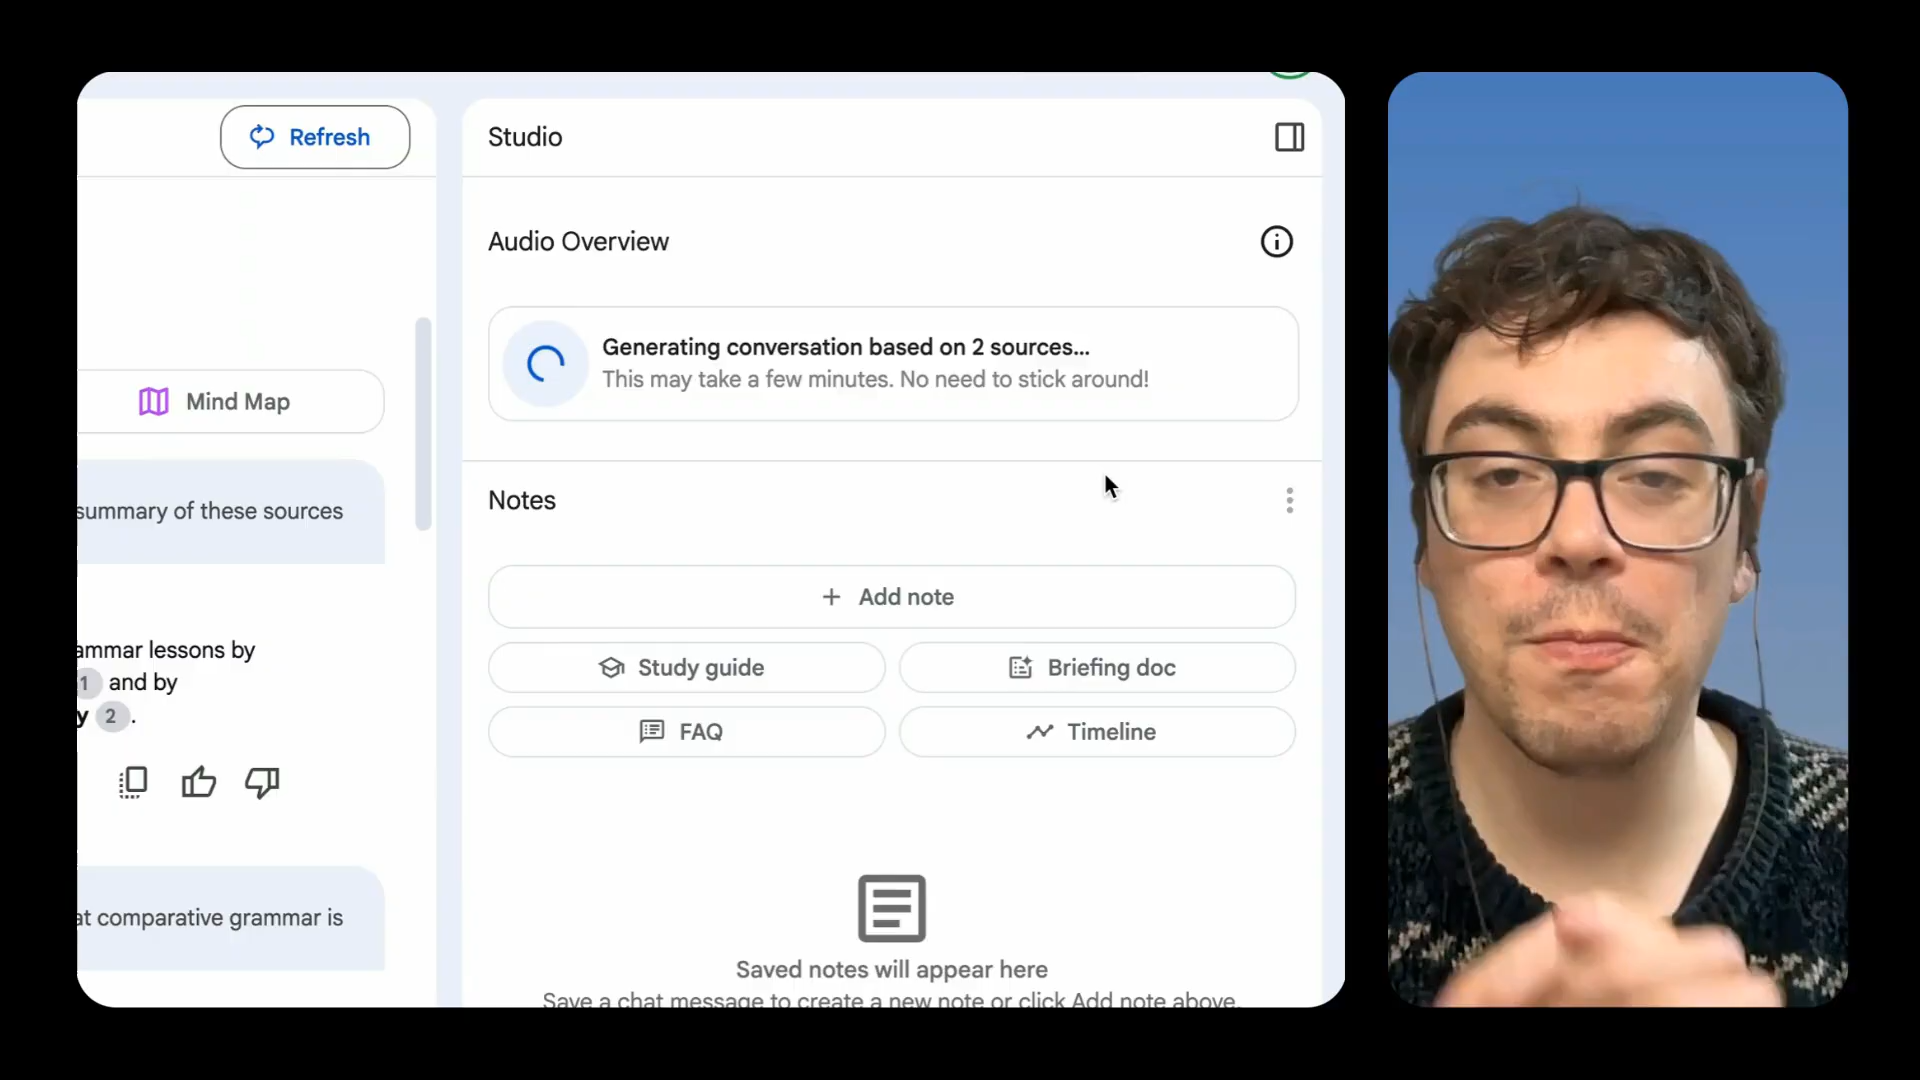 Refresh
Mind Map
summary of these sources
ammar lessons by
1 and by
y 2 .
at comparative grammar is
Studio
Audio Overview
Generating conversation based on 2 sources...
This may take a few minutes. No need to stick around!
Notes
+ Add note
Study guide
Briefing doc
FAQ
Timeline
Saved notes will appear here
Save a chat message to create a new note or click Add note above.